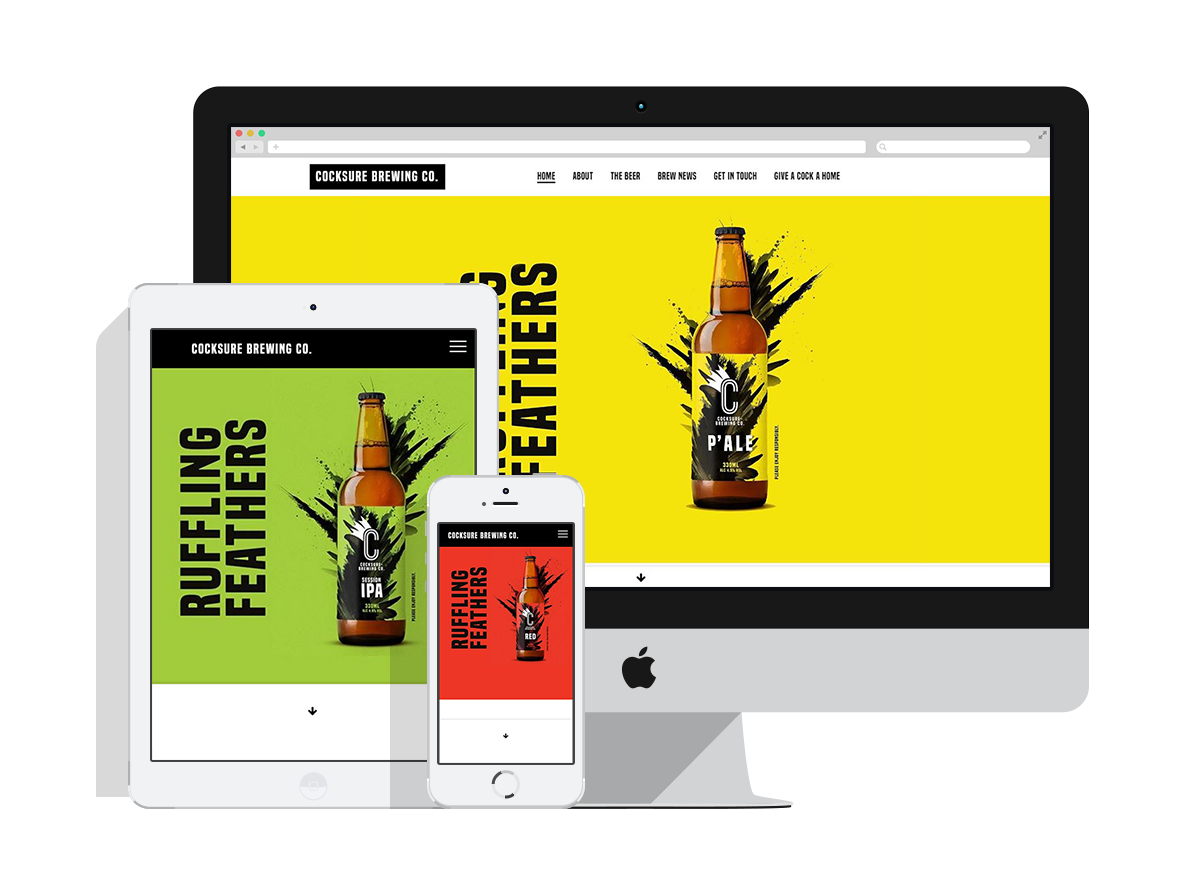 COCKSURE BREWING CO.
HOME ABOUT THE BEER BREW NEWS GET IN TOUCH GIVE A COCK A HOME
FEATHERS
C
COCKSURE
BREWING CO.
P'ALE
330ML
PLEASE ENJOY RESPONSIBLY.
COCKSURE BREWING CO.
RUFFLING
FEATHERS
C
COCKSURE
BREWING CO.
SESSION
IPA
330ML
PLEASE ENJOY RESPONSIBLY.
COCKSURE BREWING CO.
RUFFLING
FEATHERS
C
RED